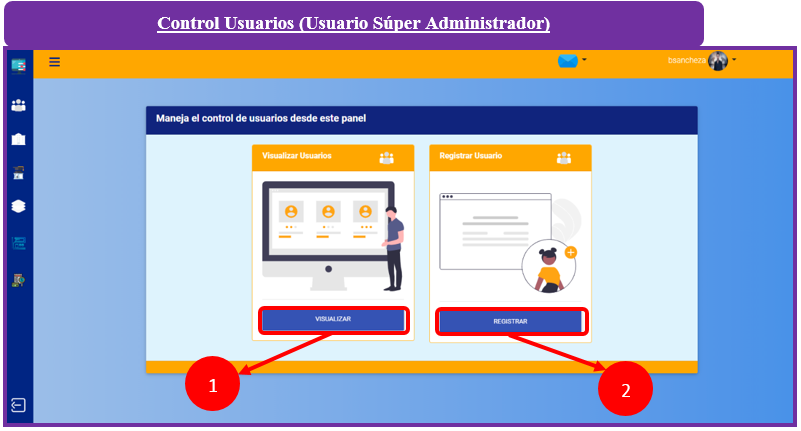 Control Usuarios (Usuario Súper Administrador)
bsancheza
Maneja el control de usuarios desde este panel
Visualizar Usuarios
Registrar Usuario
VISUALIZAR
REGISTRAR
1
2